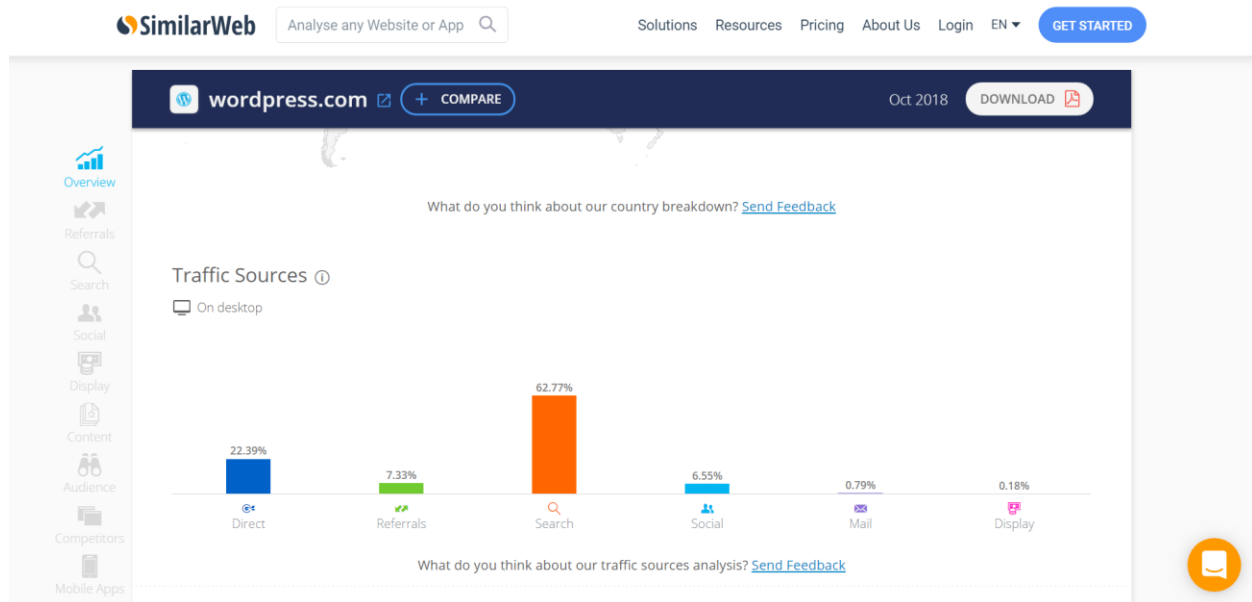 SimilarWeb Analyse any Website or App Solutions Resources Pricing About Us Login EN GET STARTED
wordpress.com + COMPARE Oct 2018 DOWNLOAD
Overview
Referrals
Search
Social
Display
Content
Audience
Competitors
Mobile Apps
What do you think about our country breakdown? Send Feedback
Traffic Sources
On desktop
22.39% 7.33% 62.77% 6.55% 0.79% 0.18%
Direct Referrals Search Social Mail Display
What do you think about our traffic sources analysis? Send Feedback